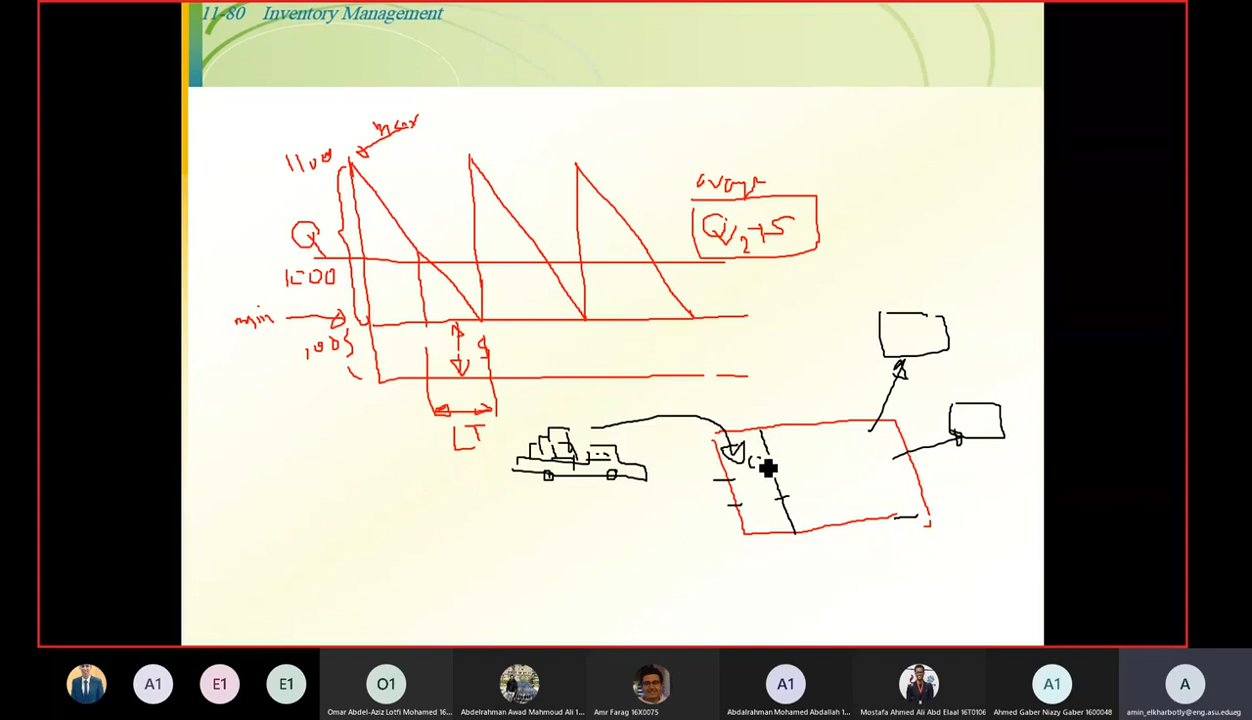 11-80 Inventory Management
max
1100
Q
1000
min
100
S
LT
average
Q/2+S
A1
E1
E1
O1
A1
A1
A
Omar Abdel-Aziz Lotfi Mohamed 16...
Abdelrahman Awad Mahmoud Ali 1...
Amr Farag 16X0075
Abdalrahman Mohamed Abdallah 1...
Mostafa Ahmed Ali Abd Elaal 16T0106
Ahmed Gaber Niazy Gaber 1600048
amin_elkharbotly@eng.asu.edu.eg